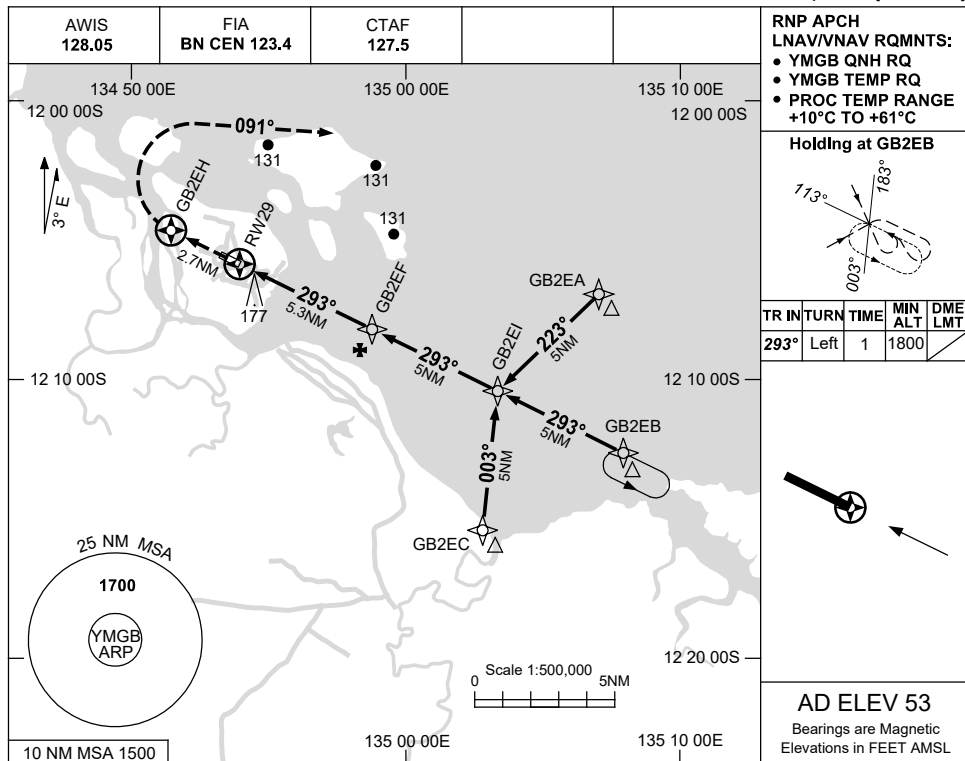 AWIS
128.05
FIA
BN CEN 123.4
CTAF
127.5
RNP APCH
LNAV/VNAV RQMNTS:
• YMGB QNH RQ
• YMGB TEMP RQ
• PROC TEMP RANGE
+10°C TO +61°C
134 50 00E
135 00 00E
135 10 00E
12 00 00S
12 00 00S
091°
131
131
131
3° E
GB2EH
RW29
2.7NM
177
293°
5.3NM
GB2EF
293°
5NM
GB2EI
GB2EA
223°
5NM
12 10 00S
12 10 00S
293°
5NM
GB2EB
003°
5NM
GB2EC
Holding at GB2EB
113°
183°
003°
TR IN
TURN
TIME
MIN
ALT
DME
LMT
293°
Left
1
1800
25 NM MSA
1700
YMGB
ARP
Scale 1:500,000
0
5NM
12 20 00S
10 NM MSA 1500
135 00 00E
135 10 00E
AD ELEV 53
Bearings are Magnetic
Elevations in FEET AMSL